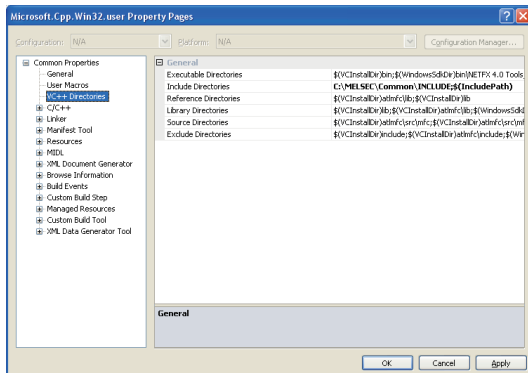 Microsoft.Cpp.Win32.user Property Pages
Configuration: N/A Platform: N/A Configuration Manager...
Common Properties
General
User Macros
VC++ Directories
C/C++
Linker
Manifest Tool
Resources
MIDL
XML Document Generator
Browse Information
Build Events
Custom Build Step
Managed Resources
Custom Build Tool
XML Data Generator Tool
General
Executable Directories $(VCInstallDir)bin;$(WindowsSdkDir)bin\NETFX 4.0 Tools
Include Directories C:\MELSEC\Common\INCLUDE;$(IncludePath)
Reference Directories $(VCInstallDir)atlmfc\lib;$(VCInstallDir)lib
Library Directories $(VCInstallDir)lib;$(VCInstallDir)atlmfc\lib;$(WindowsSdkD
Source Directories $(VCInstallDir)atlmfc\src\mfc;$(VCInstallDir)atlmfc\src\mf
Exclude Directories $(VCInstallDir)include;$(VCInstallDir)atlmfc\include;$(Win
General
OK Cancel Apply